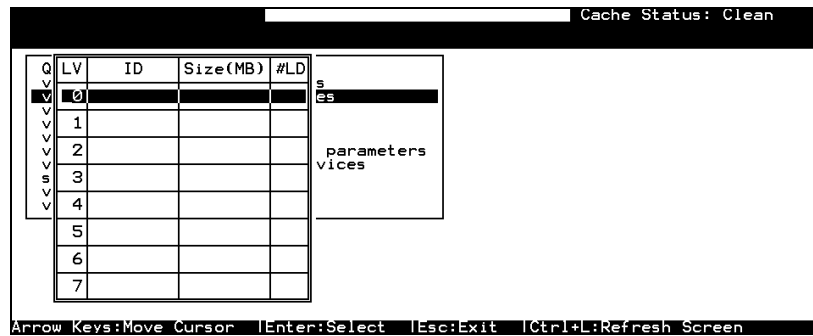 Cache Status: Clean
Q LV ID Size(MB) #LD
v s
v 0 es
v
v 1
v
v 2 parameters
v vices
s 3
v
v 4
5
6
7
Arrow Keys:Move Cursor |Enter:Select |Esc:Exit |Ctrl+L:Refresh Screen